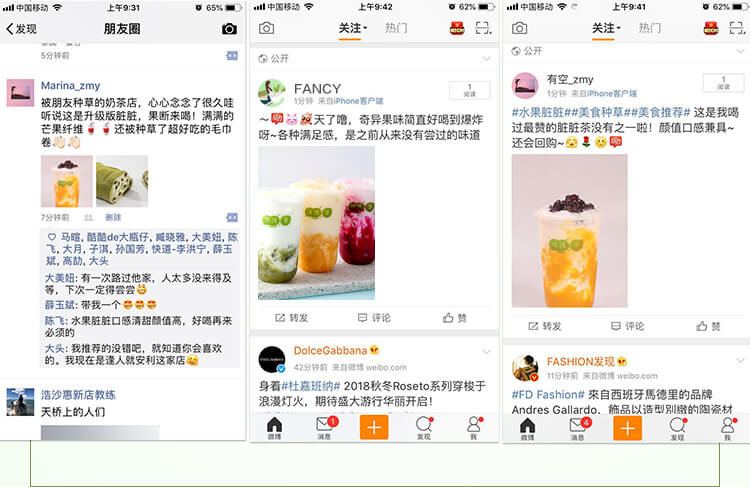 中国移动
上午9:31
65%
发现
朋友圈
5分钟前
Marina_zmy
被朋友种草的奶茶店，心心念念了很久哇
听说这是升级版脏脏，果断来喝！满满的
芒果纤维 还被种草了超好吃的毛巾
卷
7分钟前 删除
马暄, 酷酷de大瓶仔, 臧晓雅, 大美妞, 陈
飞, 大月, 子淇, 孙国芳, 快道-李洪宁, 薛玉
斌, 高劼, 大头
大美妞: 有一次路过他家，人太多没来得及
等，下次一定得尝尝
薛玉斌: 带我一个
陈飞: 水果脏脏口感清甜颜值高，好喝再来
必须的
大头: 我推荐的没错吧，就知道你会喜欢
的。我现在是逹人就安利这家店
浩沙惠新店教练
天桥上的人们
中国移动
上午9:42
62%
关注
热门
公开
FANCY
1分钟 来自iPhone客户端
1
阅读
～ 天了噜，奇异果味简直好喝到爆炸
呀~各种满足感，是之前从来没有尝过的味道
转发
评论
赞
DolceGabbana
42分钟前 来自微博 weibo.com
身着#杜嘉班纳# 2018秋冬Roseto系列穿梭于
浪漫灯火，期待盛大游行华丽开启！
微博
消息
1
发现
我
中国移动
上午9:41
62%
关注
热门
公开
有空_zmy
1分钟 来自iPhone客户端
1
阅读
#水果脏脏##美食种草##美食推荐# 这是我喝
过最赞的脏脏茶没有之一啦！颜值口感兼具~
还会回购~
转发
评论
赞
FASHION发现
11分钟前 来自微博 weibo.com
#FD Fashion# 來自西班牙馬德里的品牌
Andres Gallardo，飾品以造型別緻的陶瓷材
微博
消息
4
发现
我